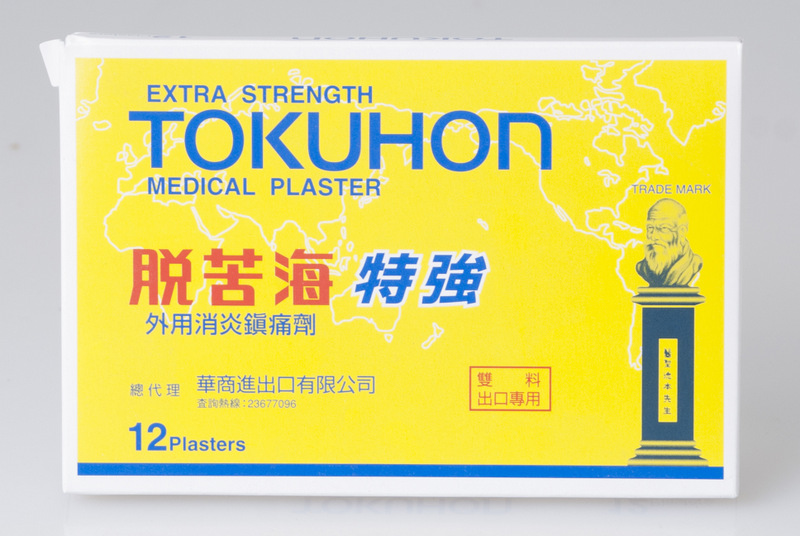 EXTRA STRENGTH
TOKUHON
MEDICAL PLASTER
TRADE MARK
脱苦海 特強
外用消炎鎮痛劑
總代理 華商進出口有限公司
査詢熱線:23677096
雙料
出口專用
12 Plasters